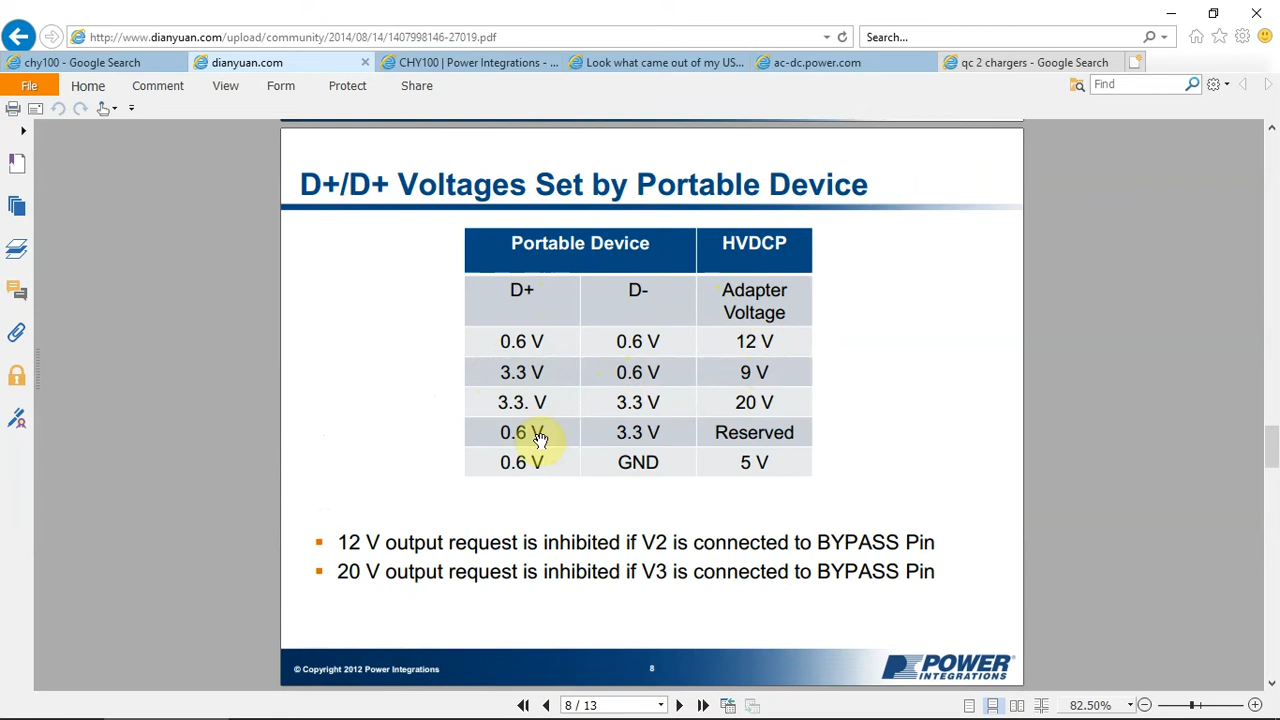 http://www.dianyuan.com/upload/community/2014/08/14/1407998146-27019.pdf
Search...
chy100 - Google Search
dianyuan.com
CHY100 | Power Integrations - ...
Look what came out of my US...
ac-dc.power.com
qc 2 chargers - Google Search
File
Home
Comment
View
Form
Protect
Share
Find
D+/D+ Voltages Set by Portable Device
Portable Device HVDCP
D+ D- Adapter Voltage
0.6 V 0.6 V 12 V
3.3 V 0.6 V 9 V
3.3. V 3.3 V 20 V
0.6 V 3.3 V Reserved
0.6 V GND 5 V
12 V output request is inhibited if V2 is connected to BYPASS Pin
20 V output request is inhibited if V3 is connected to BYPASS Pin
© Copyright 2012 Power Integrations
8
POWER
INTEGRATIONS
8 / 13
82.50%